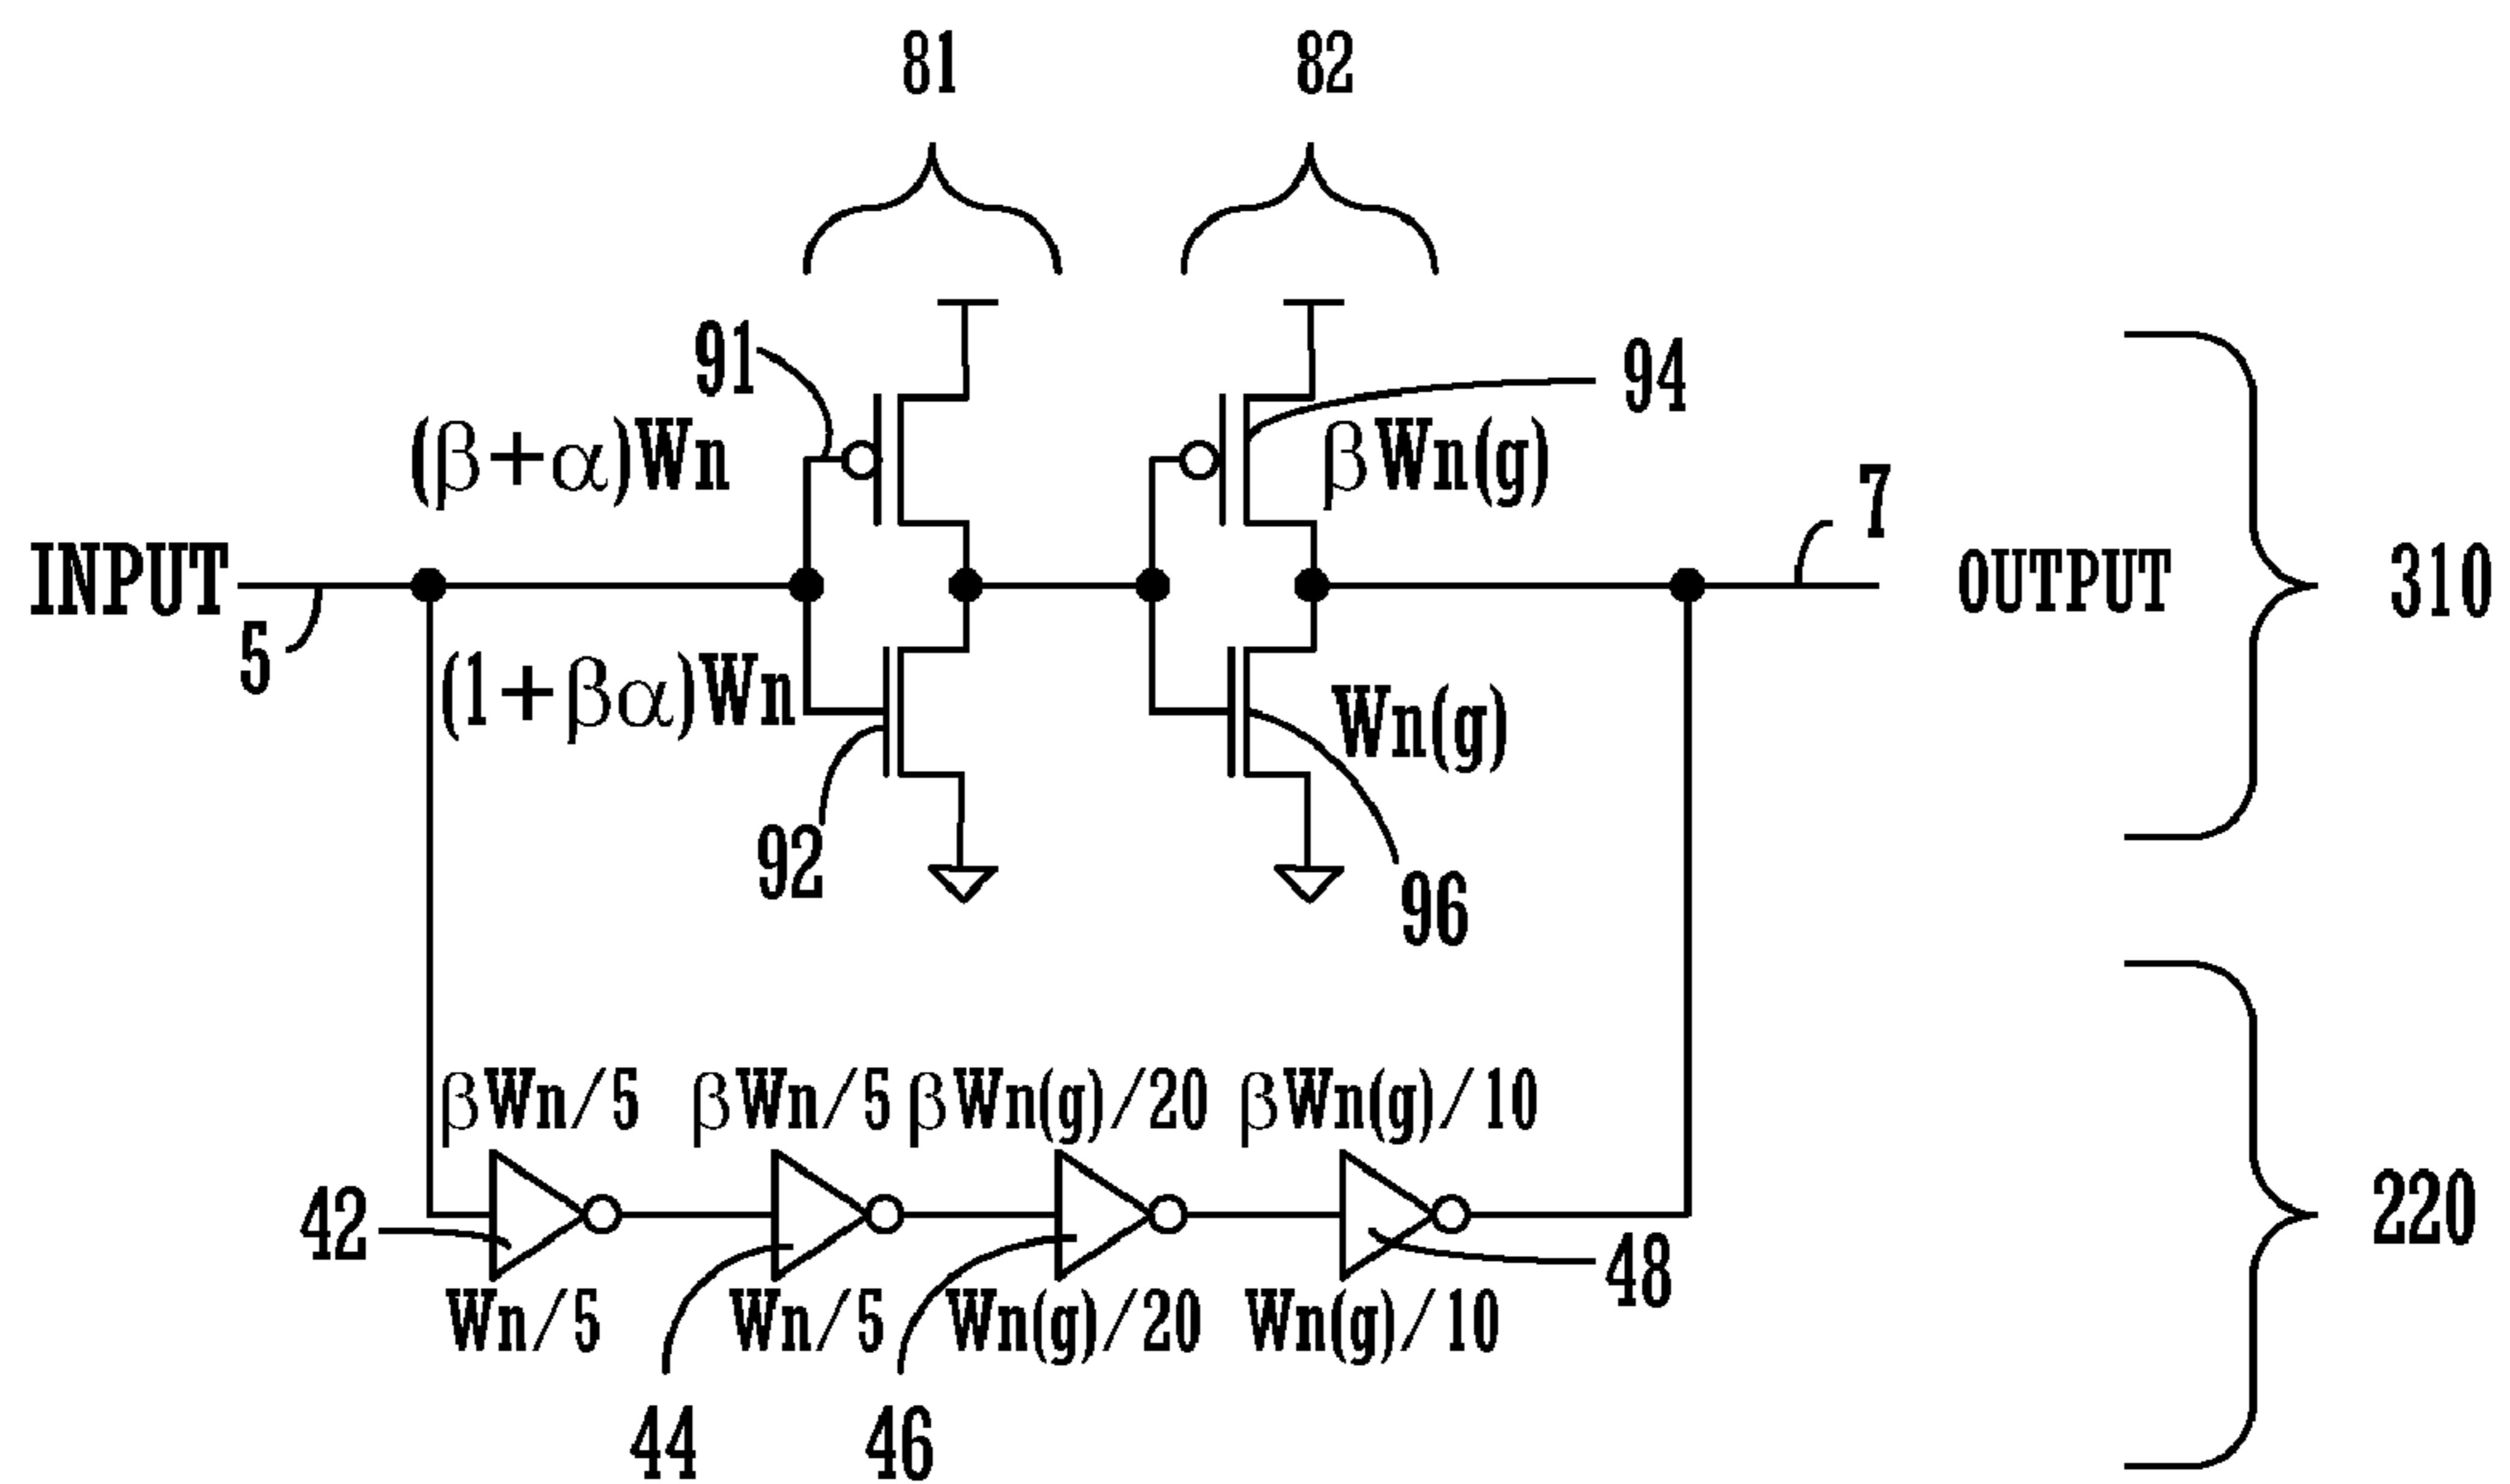 81 82
91 94
(β+α)Wn βWn(g)
7
INPUT OUTPUT 310
5
(1+βα)Wn Wn(g)
92 96
βWn/5 βWn/5 βWn(g)/20 βWn(g)/10
42 48 220
Wn/5 Wn/5 Wn(g)/20 Wn(g)/10
44 46